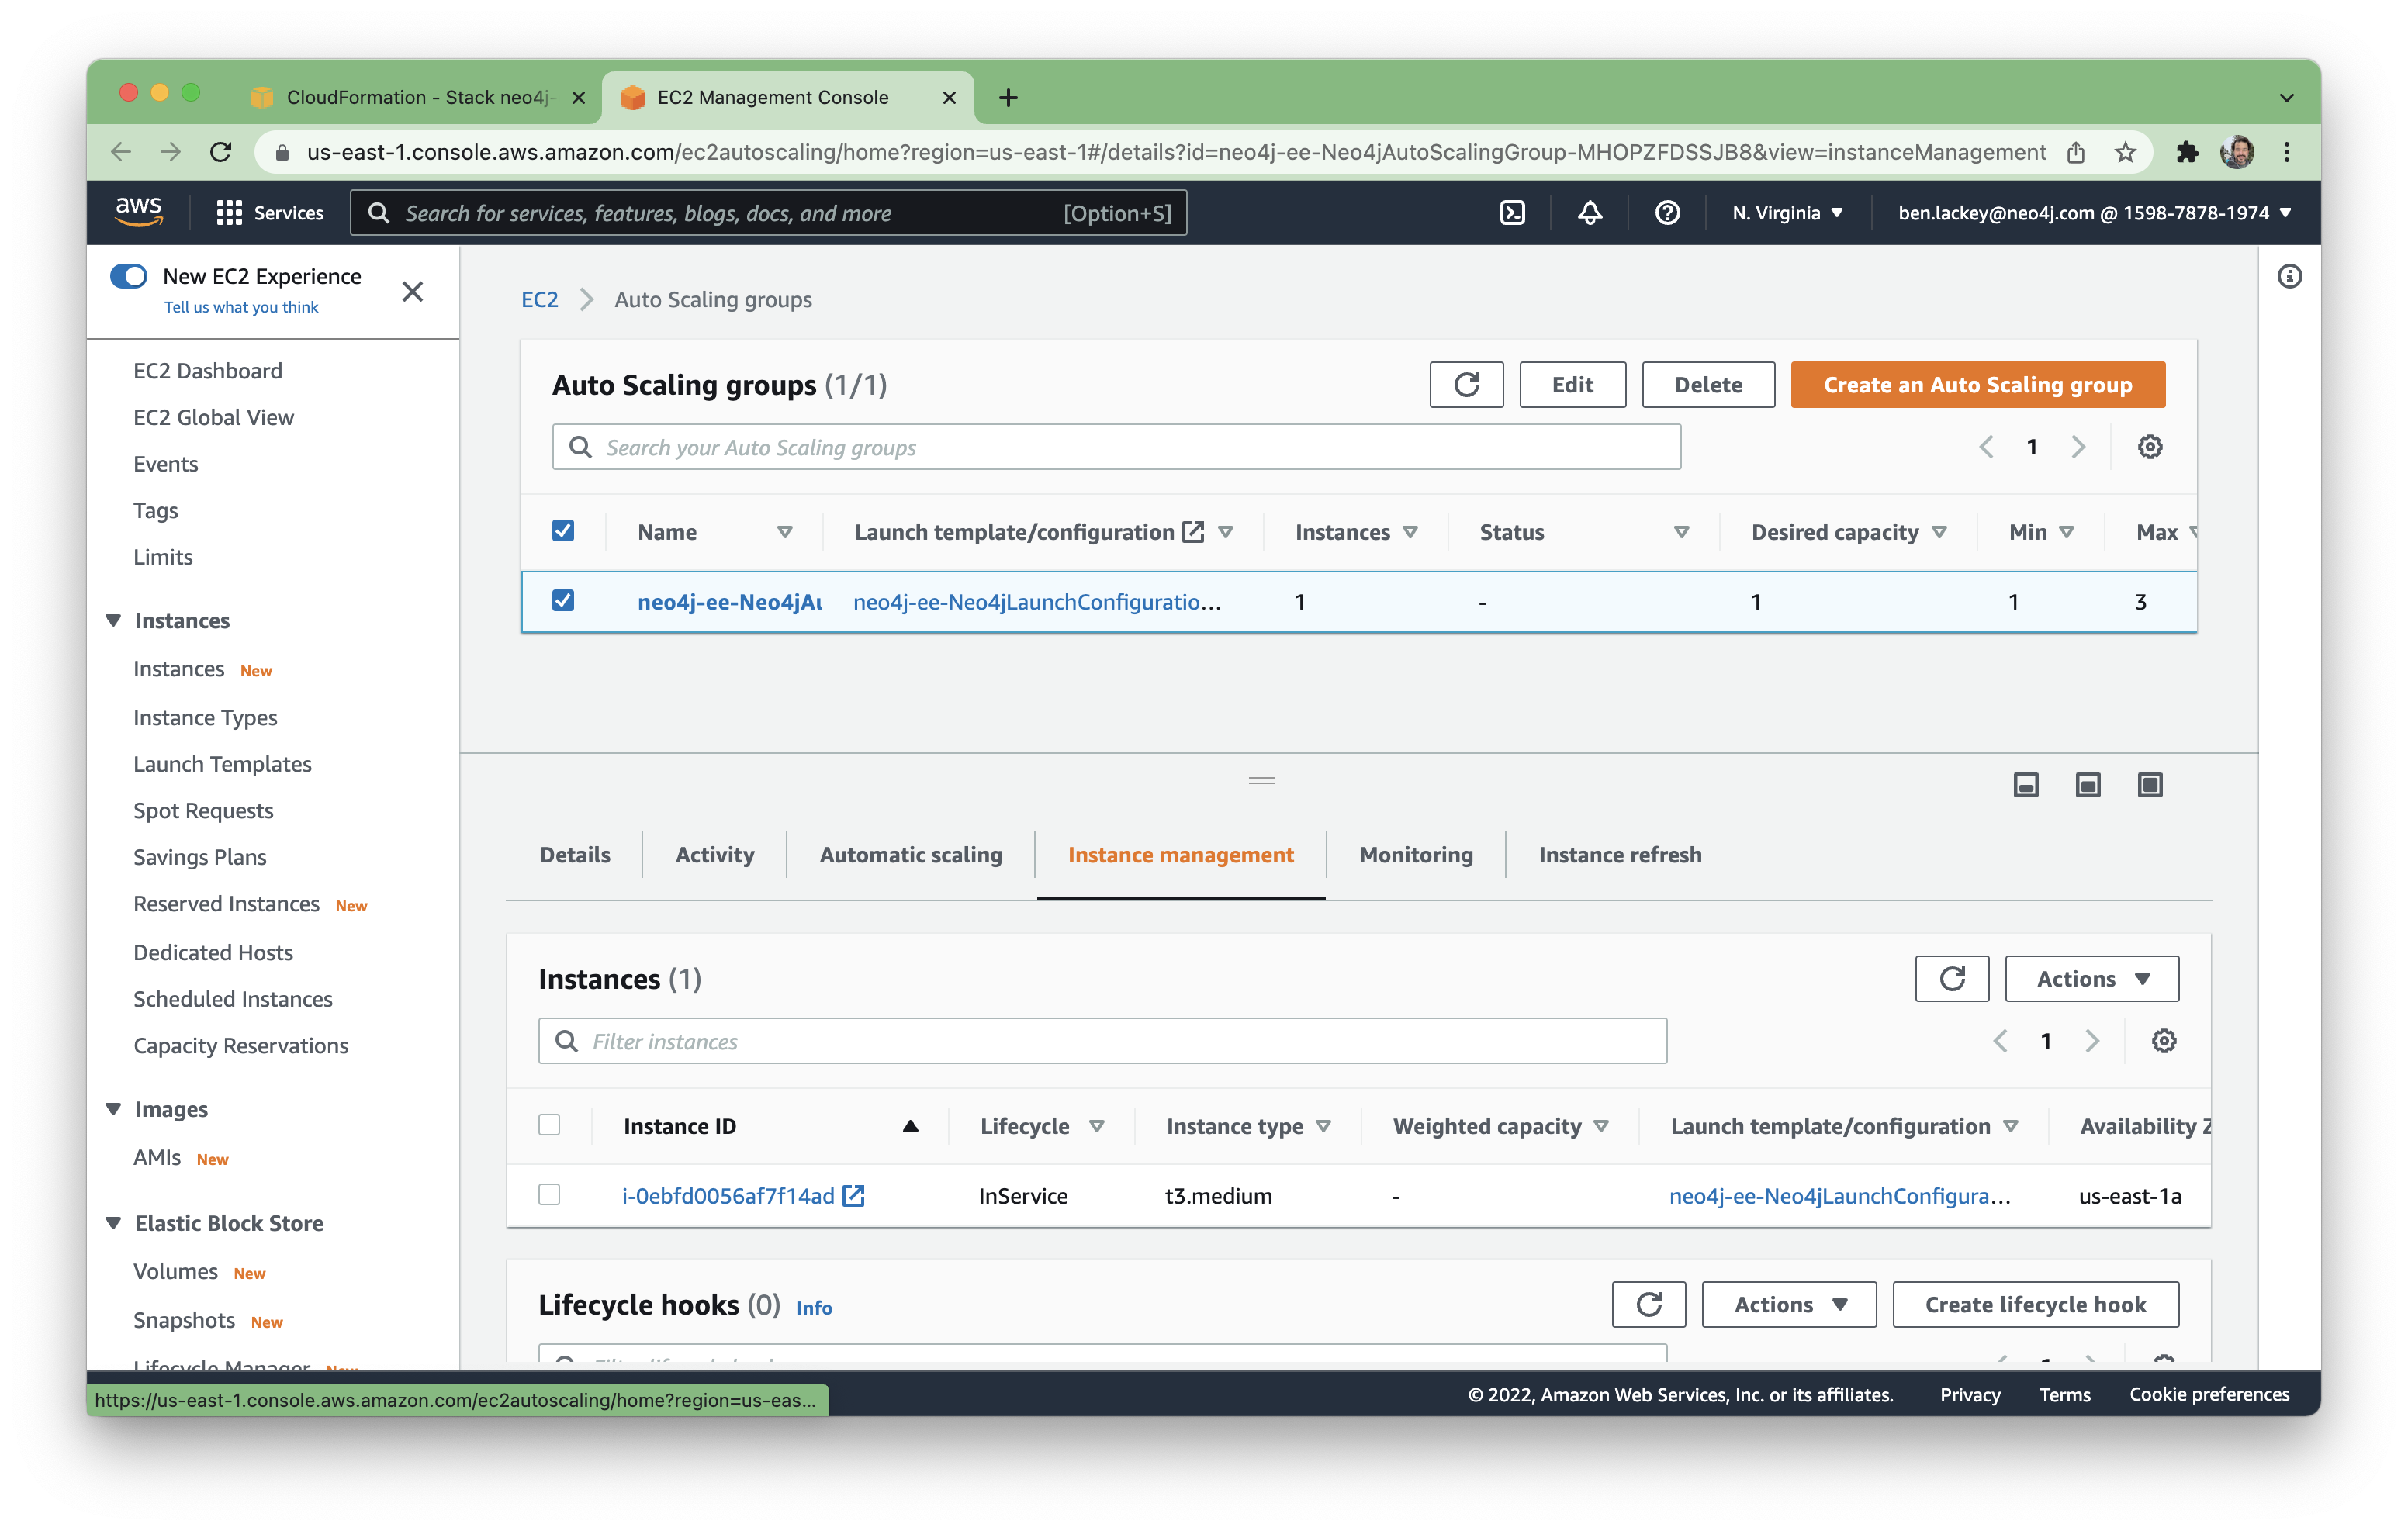 CloudFormation - Stack neo4j-
EC2 Management Console
us-east-1.console.aws.amazon.com/ec2autoscaling/home?region=us-east-1#/details?id=neo4j-ee-Neo4jAutoScalingGroup-MHOPZFDSSJB8&view=instanceManagement
aws Services Search for services, features, blogs, docs, and more [Option+S] N. Virginia ben.lackey@neo4j.com @ 1598-7878-1974
New EC2 Experience
Tell us what you think
EC2 Dashboard
EC2 Global View
Events
Tags
Limits
Instances
Instances New
Instance Types
Launch Templates
Spot Requests
Savings Plans
Reserved Instances New
Dedicated Hosts
Scheduled Instances
Capacity Reservations
Images
AMIs New
Elastic Block Store
Volumes New
Snapshots New
Lifecycle Manager New
EC2 > Auto Scaling groups
Auto Scaling groups (1/1) Edit Delete Create an Auto Scaling group
Search your Auto Scaling groups 1
Name Launch template/configuration Instances Status Desired capacity Min Max
neo4j-ee-Neo4jAu neo4j-ee-Neo4jLaunchConfiguratio... 1 - 1 1 3
Details Activity Automatic scaling Instance management Monitoring Instance refresh
Instances (1) Actions
Filter instances 1
Instance ID Lifecycle Instance type Weighted capacity Launch template/configuration Availability Z
i-0ebfd0056af7f14ad InService t3.medium - neo4j-ee-Neo4jLaunchConfigura... us-east-1a
Lifecycle hooks (0) Info Actions Create lifecycle hook
https://us-east-1.console.aws.amazon.com/ec2autoscaling/home?region=us-eas...
© 2022, Amazon Web Services, Inc. or its affiliates. Privacy Terms Cookie preferences